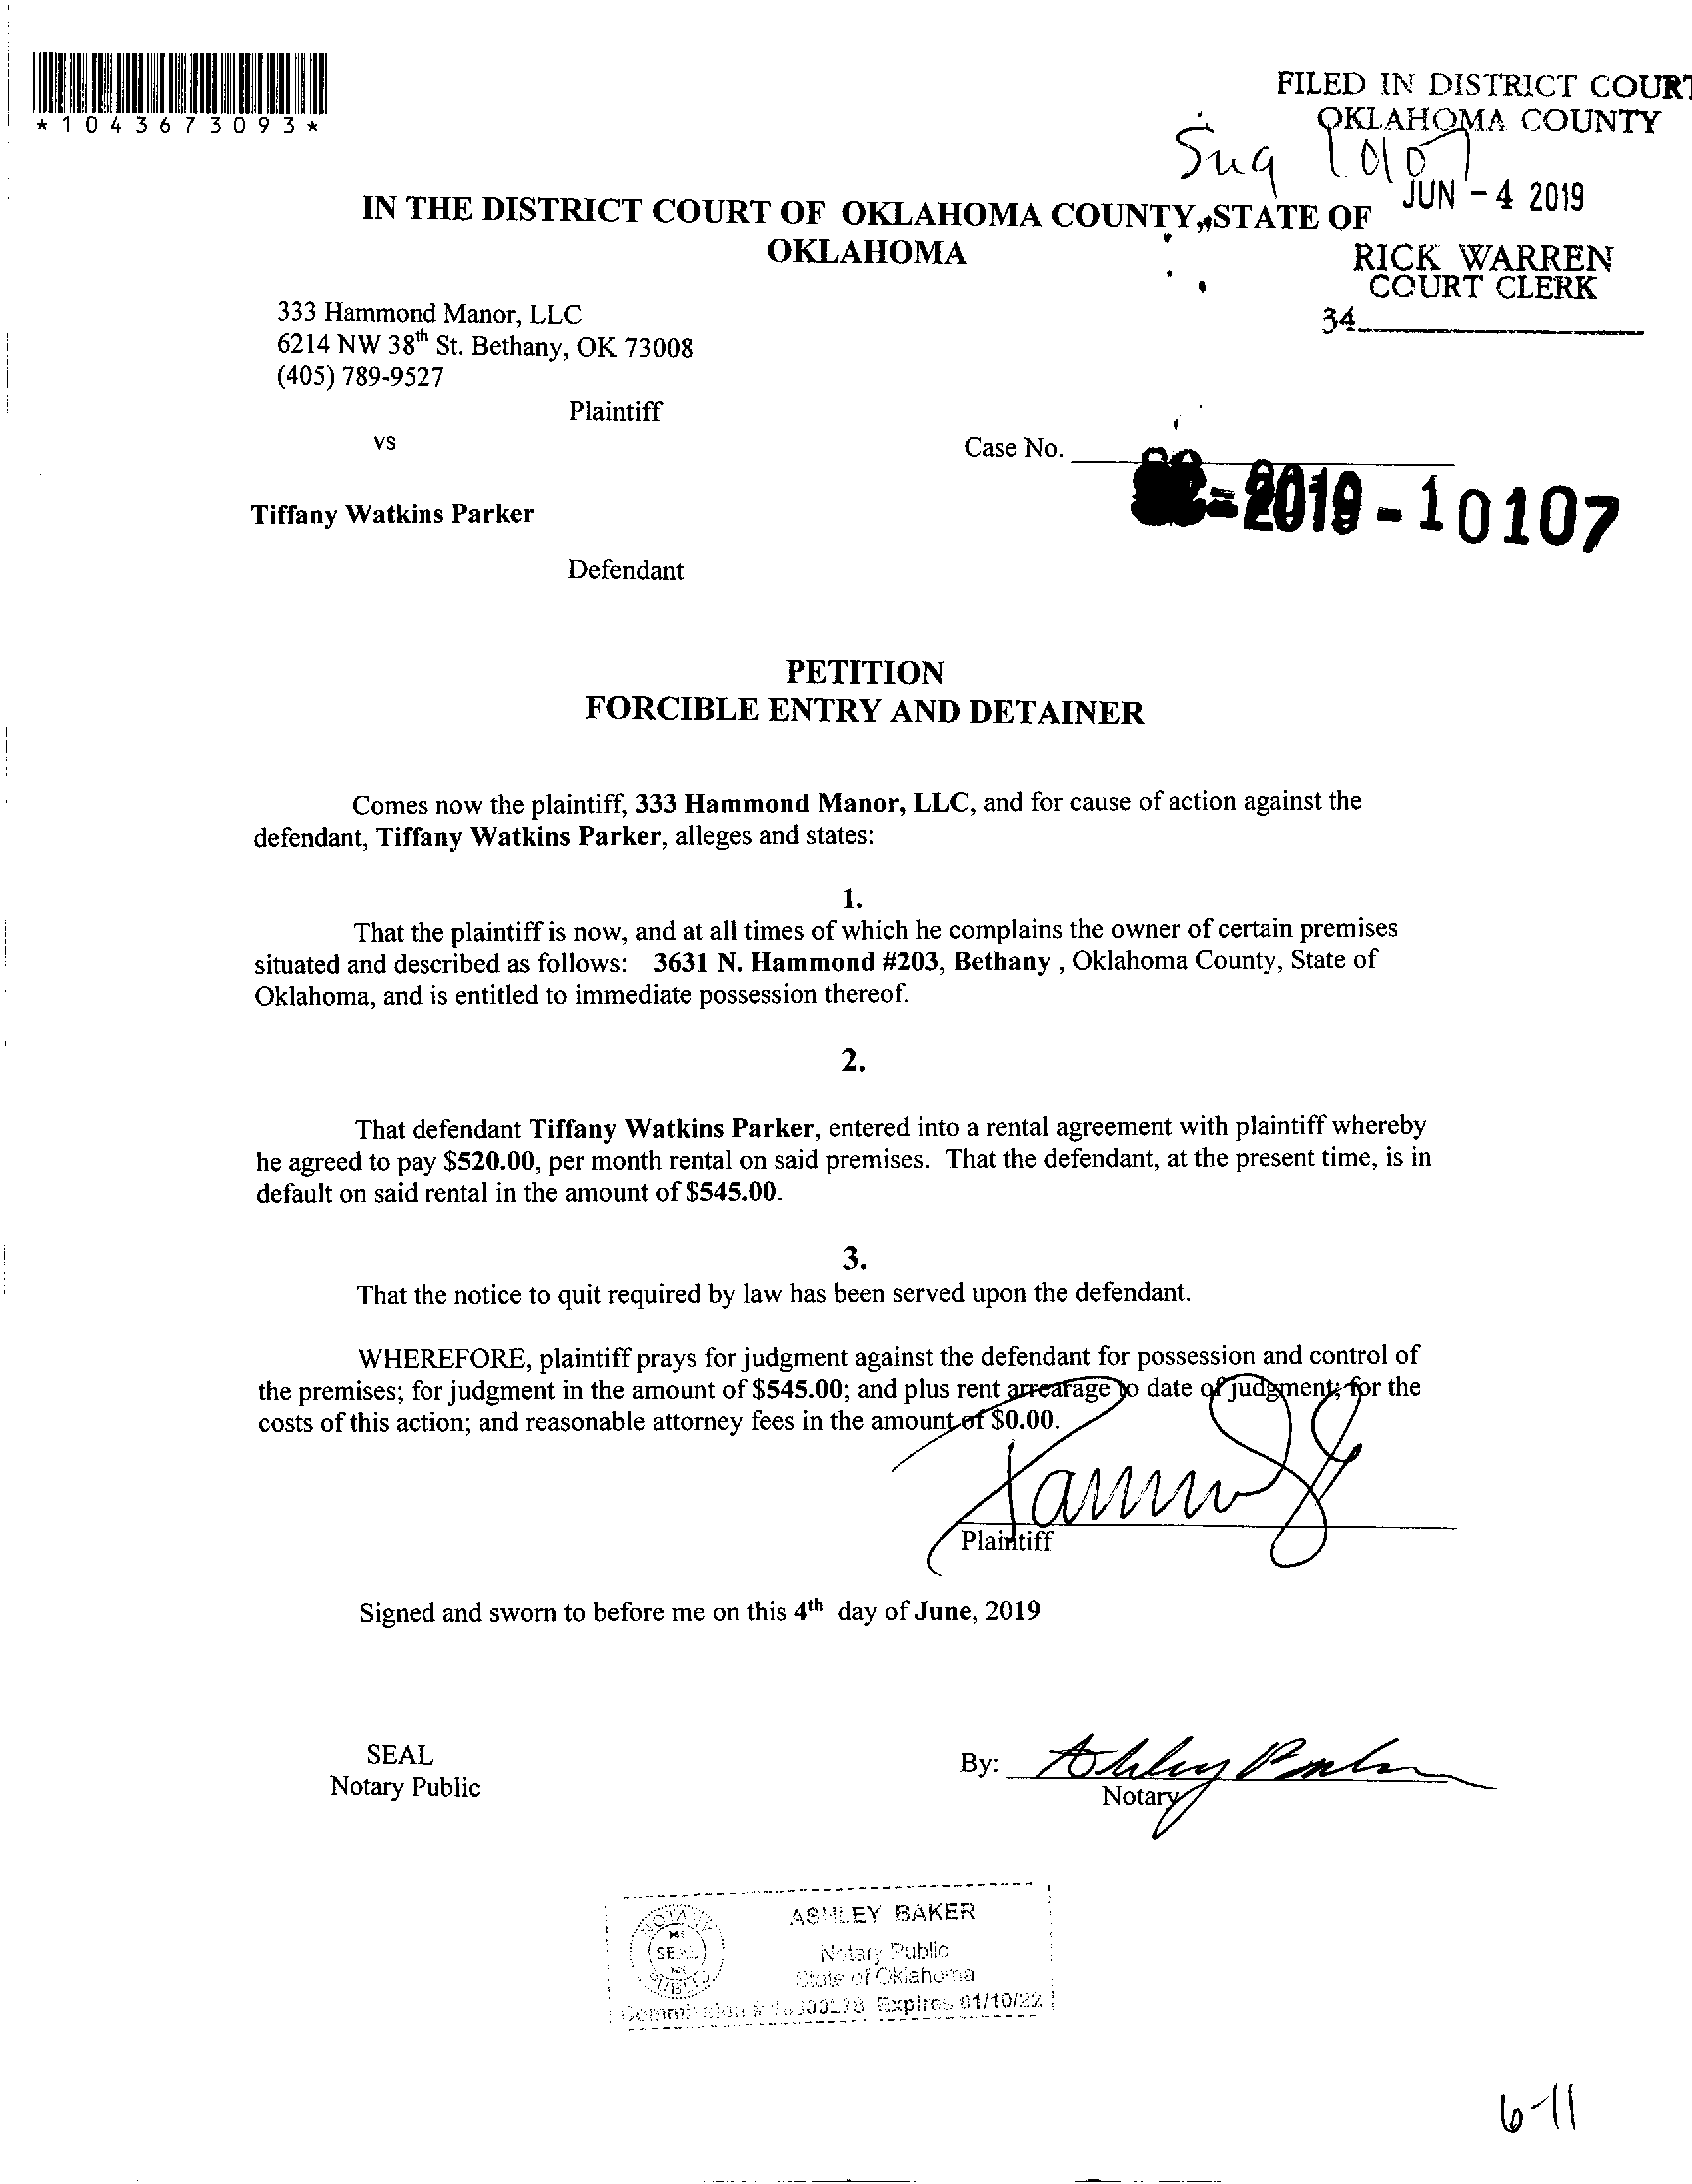 *1043673093*
FILED IN DISTRICT COURT
OKLAHOMA COUNTY
JUN - 4 2019
RICK WARREN
COURT CLERK
34
IN THE DISTRICT COURT OF OKLAHOMA COUNTY, STATE OF
OKLAHOMA
333 Hammond Manor, LLC
6214 NW 38th St. Bethany, OK 73008
(405) 789-9527
Plaintiff
vs
Case No.
-2019-10107
Tiffany Watkins Parker
Defendant
PETITION
FORCIBLE ENTRY AND DETAINER
Comes now the plaintiff, 333 Hammond Manor, LLC, and for cause of action against the
defendant, Tiffany Watkins Parker, alleges and states:
1.
That the plaintiff is now, and at all times of which he complains the owner of certain premises
situated and described as follows: 3631 N. Hammond #203, Bethany , Oklahoma County, State of
Oklahoma, and is entitled to immediate possession thereof.
2.
That defendant Tiffany Watkins Parker, entered into a rental agreement with plaintiff whereby
he agreed to pay $520.00, per month rental on said premises. That the defendant, at the present time, is in
default on said rental in the amount of $545.00.
3.
That the notice to quit required by law has been served upon the defendant.
WHEREFORE, plaintiff prays for judgment against the defendant for possession and control of
the premises; for judgment in the amount of $545.00; and plus rent arrearage to date of judgment; for the
costs of this action; and reasonable attorney fees in the amount of $0.00.
Plaintiff
Signed and sworn to before me on this 4th day of June, 2019
SEAL
Notary Public
By: Ashley Baker
Notary
ASHLEY BAKER
Notary Public
State of Oklahoma
Expires 01/10/22
6-11